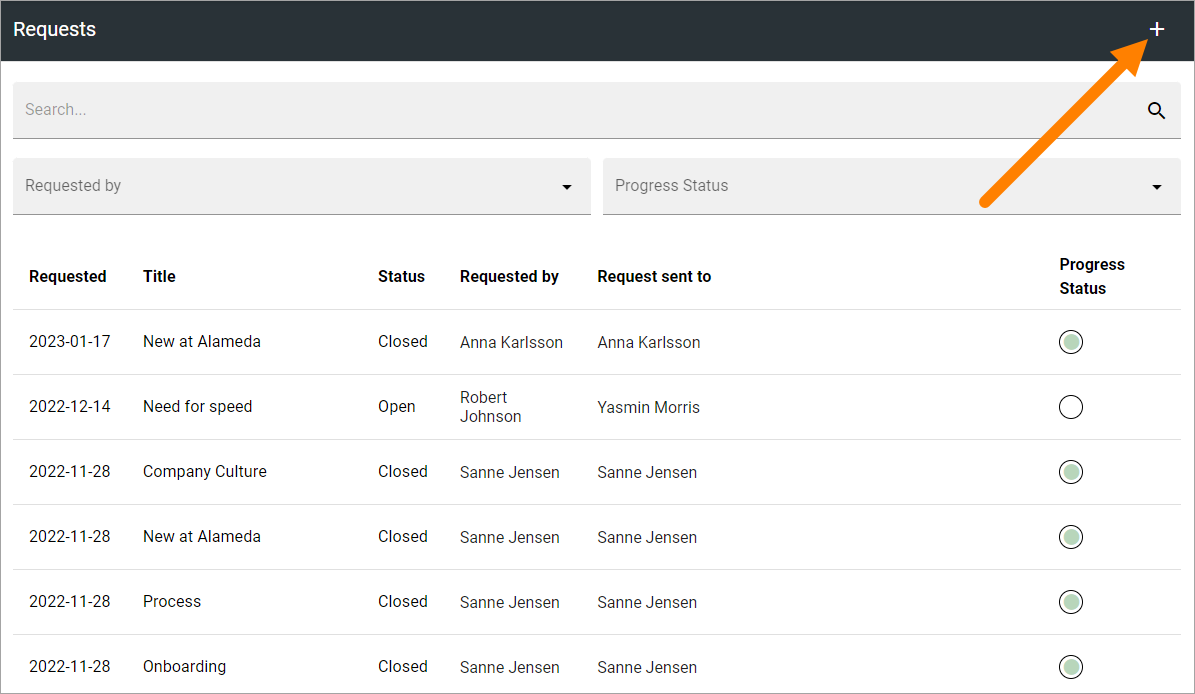 Requests
Search...
Requested by
Progress Status
Requested Title Status Requested by Request sent to Progress Status
2023-01-17 New at Alameda Closed Anna Karlsson Anna Karlsson
2022-12-14 Need for speed Open Robert Johnson Yasmin Morris
2022-11-28 Company Culture Closed Sanne Jensen Sanne Jensen
2022-11-28 New at Alameda Closed Sanne Jensen Sanne Jensen
2022-11-28 Process Closed Sanne Jensen Sanne Jensen
2022-11-28 Onboarding Closed Sanne Jensen Sanne Jensen